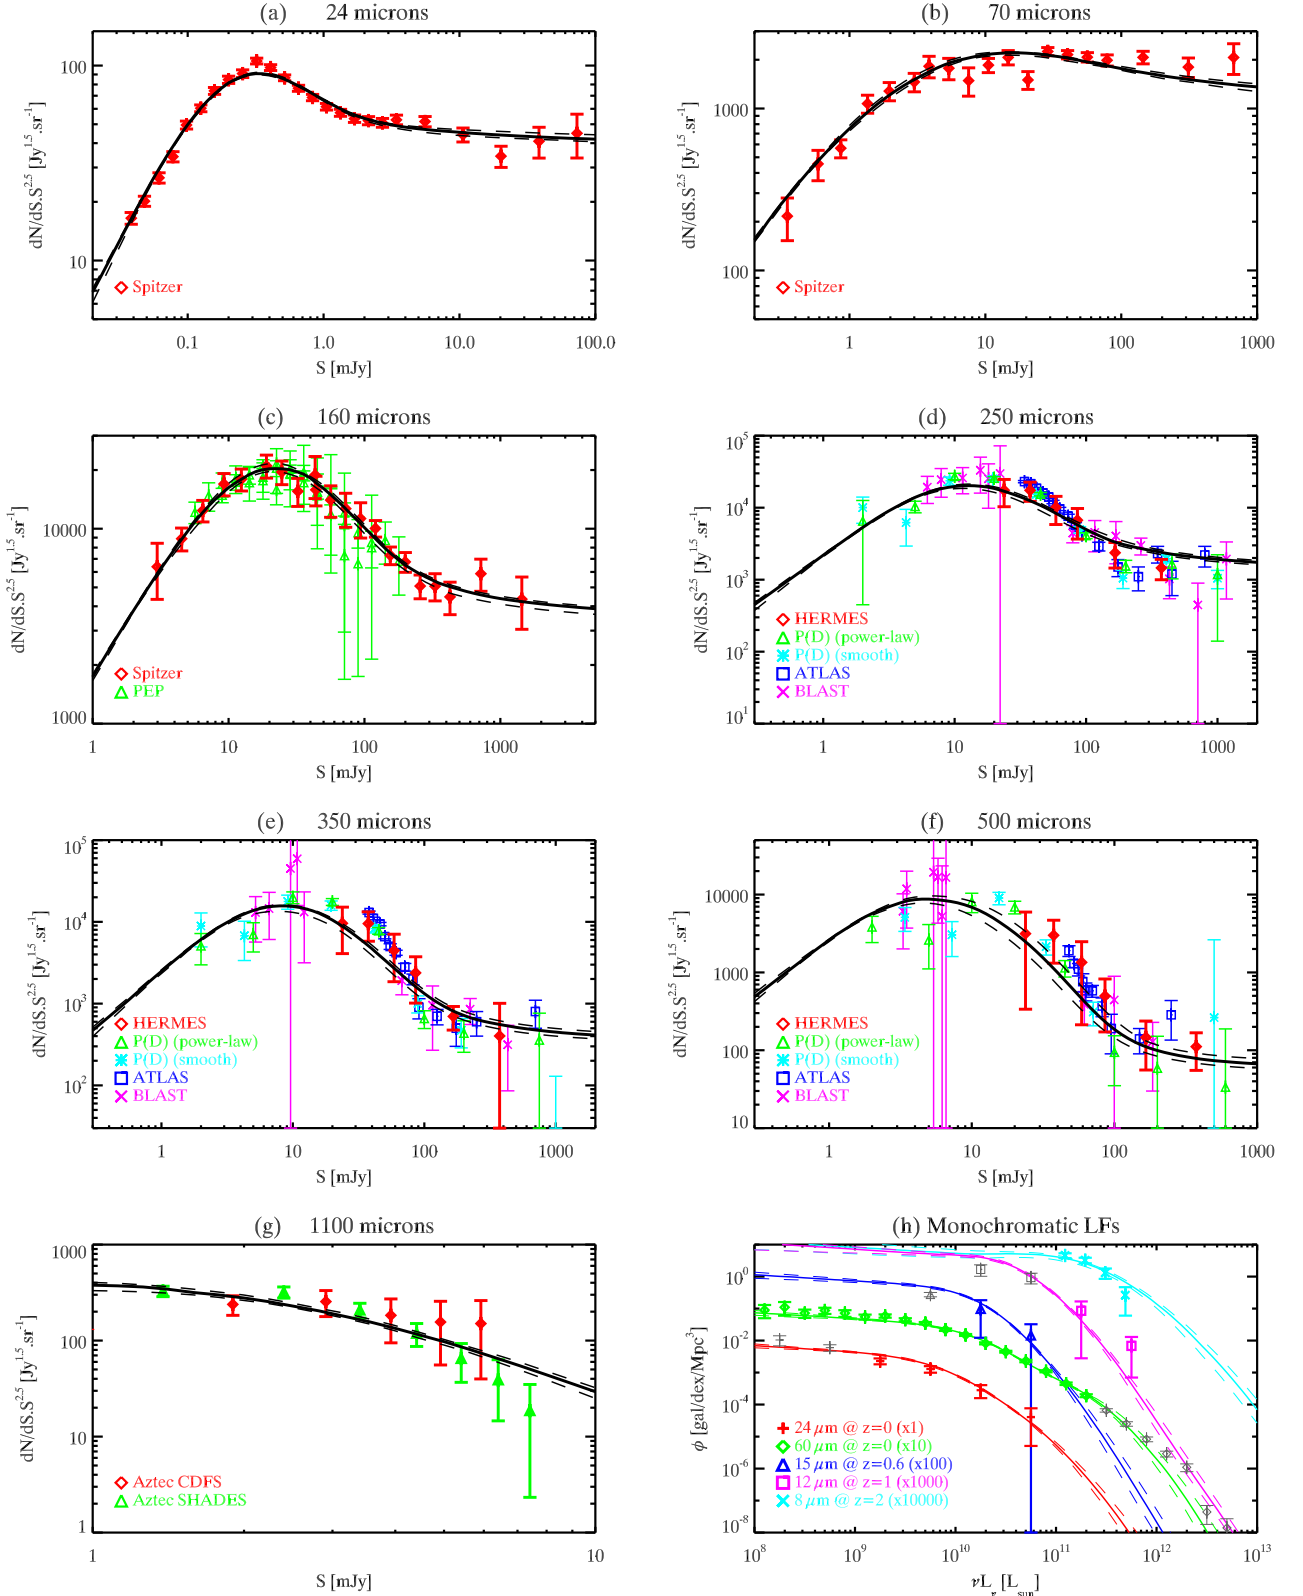 (a) 24 microns
dN/dS.S^2.5 [Jy^1.5.sr^-1]
100
10
Spitzer
0.1 1.0 10.0 100.0
S [mJy]
(b) 70 microns
dN/dS.S^2.5 [Jy^1.5.sr^-1]
1000
100
Spitzer
1 10 100 1000
S [mJy]
(c) 160 microns
dN/dS.S^2.5 [Jy^1.5.sr^-1]
10000
1000
Spitzer
PEP
1 10 100 1000
S [mJy]
(d) 250 microns
dN/dS.S^2.5 [Jy^1.5.sr^-1]
10^5
10^4
10^3
10^2
10^1
HERMES
P(D) (power-law)
P(D) (smooth)
ATLAS
BLAST
1 10 100 1000
S [mJy]
(e) 350 microns
dN/dS.S^2.5 [Jy^1.5.sr^-1]
10^5
10^4
10^3
10^2
HERMES
P(D) (power-law)
P(D) (smooth)
ATLAS
BLAST
1 10 100 1000
S [mJy]
(f) 500 microns
dN/dS.S^2.5 [Jy^1.5.sr^-1]
10000
1000
100
10
HERMES
P(D) (power-law)
P(D) (smooth)
ATLAS
BLAST
1 10 100 1000
S [mJy]
(g) 1100 microns
dN/dS.S^2.5 [Jy^1.5.sr^-1]
1000
100
10
1
Aztec CDFS
Aztec SHADES
1 10
S [mJy]
(h) Monochromatic LFs
φ [gal/dex/Mpc^3]
10^0
10^-2
10^-4
10^-6
10^-8
24 μm @ z=0 (x1)
60 μm @ z=0 (x10)
15 μm @ z=0.6 (x100)
12 μm @ z=1 (x1000)
8 μm @ z=2 (x10000)
10^8 10^9 10^10 10^11 10^12 10^13
νL_ν [L_sun]